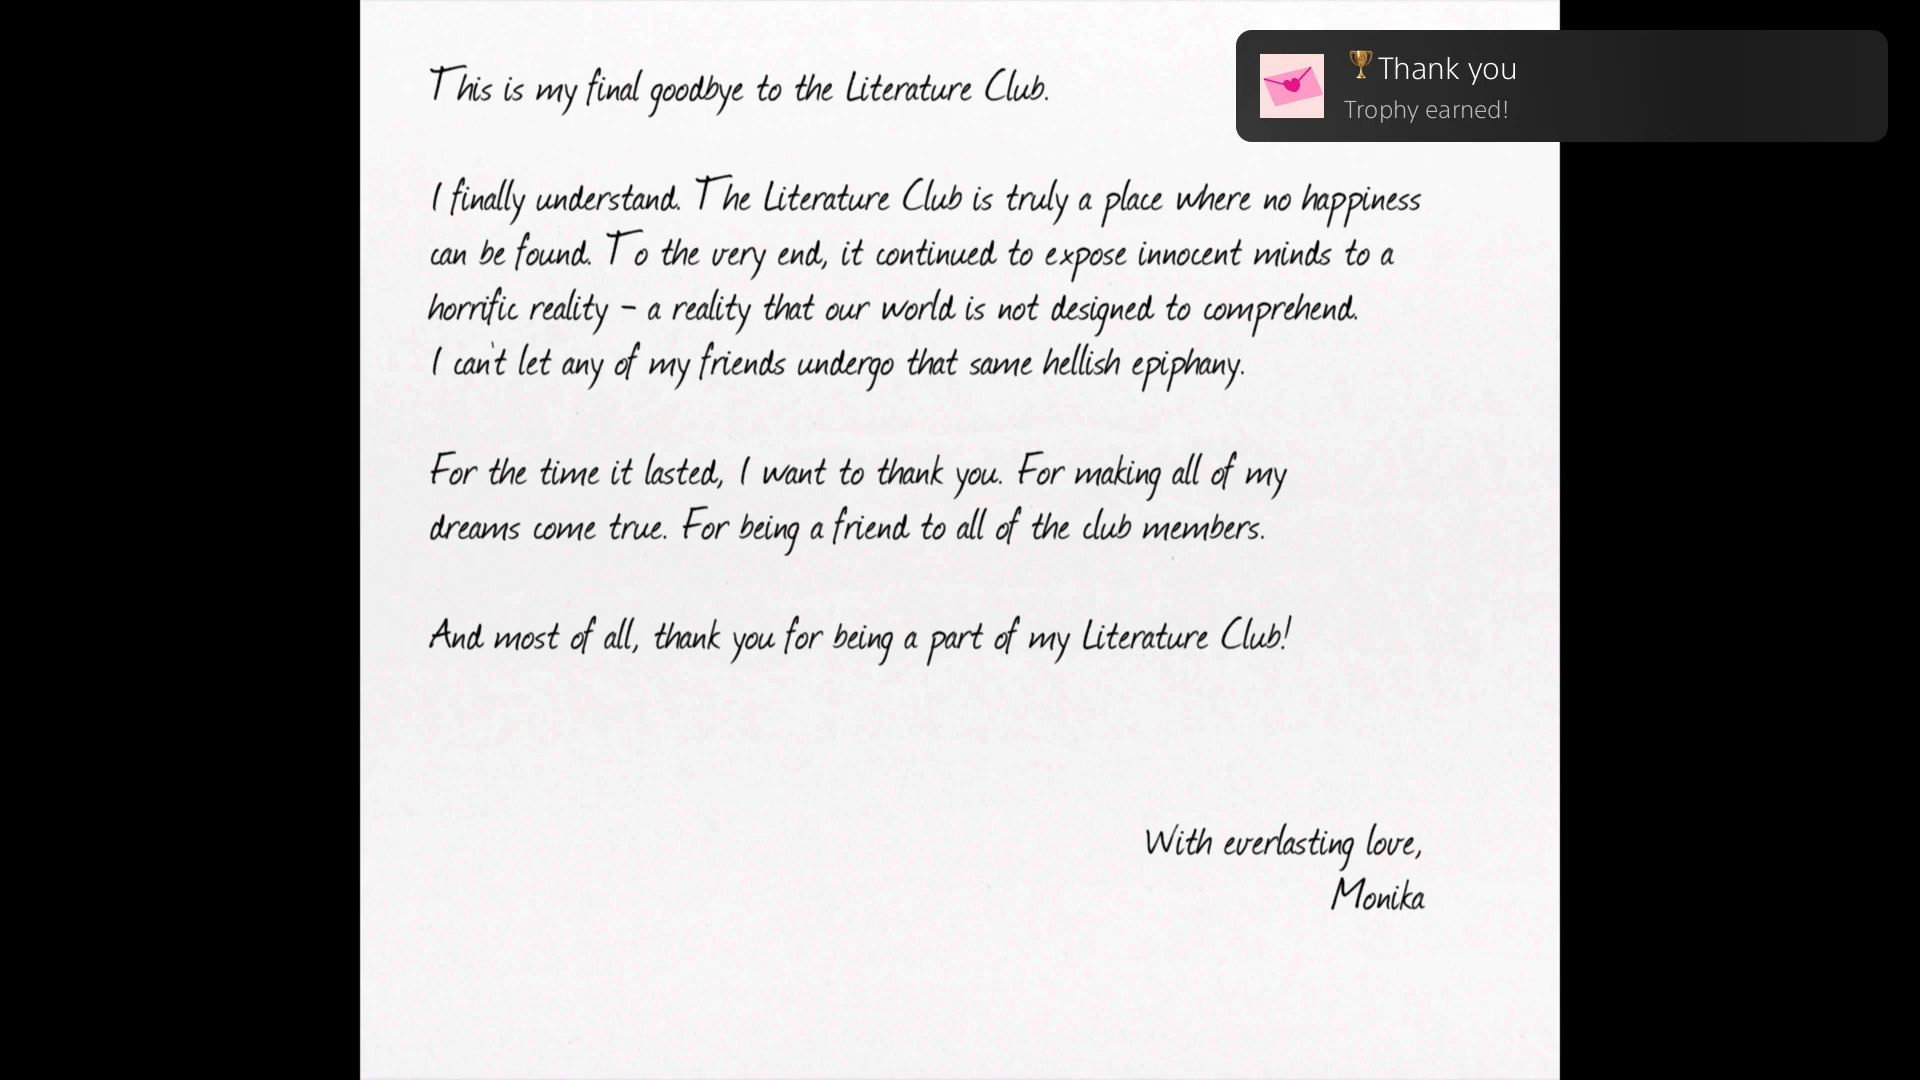 Thank you
Trophy earned!
This is my final goodbye to the Literature Club.
I finally understand. The Literature Club is truly a place where no happiness
can be found. To the very end, it continued to expose innocent minds to a
horrific reality – a reality that our world is not designed to comprehend.
I can't let any of my friends undergo that same hellish epiphany.
For the time it lasted, I want to thank you. For making all of my
dreams come true. For being a friend to all of the club members.
And most of all, thank you for being a part of my Literature Club!
With everlasting love,
Monika